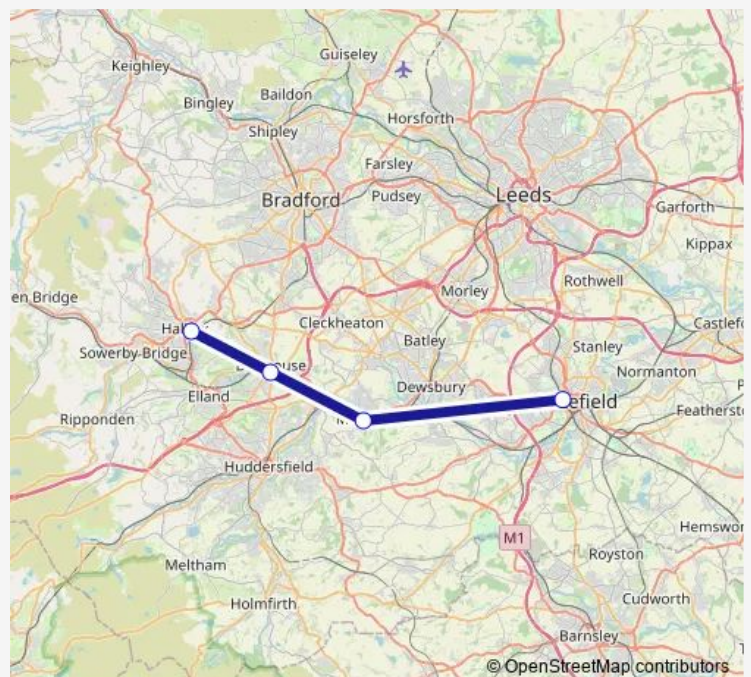 Guiseley
Keighley
Baildon
Bingley
Horsforth
Shipley
Farsley
Bradford
Pudsey
Leeds
Garforth
Kippax
Rothwell
Morley
en Bridge
Cleckheaton
Stanley
Castlefo
Sowerby Bridge
Batley
Normanton
Dewsbury
Elland
efield
Featherst
Ripponden
Huddersfield
Hemswor
M1
Royston
Meltham
Cudworth
Holmfirth
Barnsley
© OpenStreetMap contributors